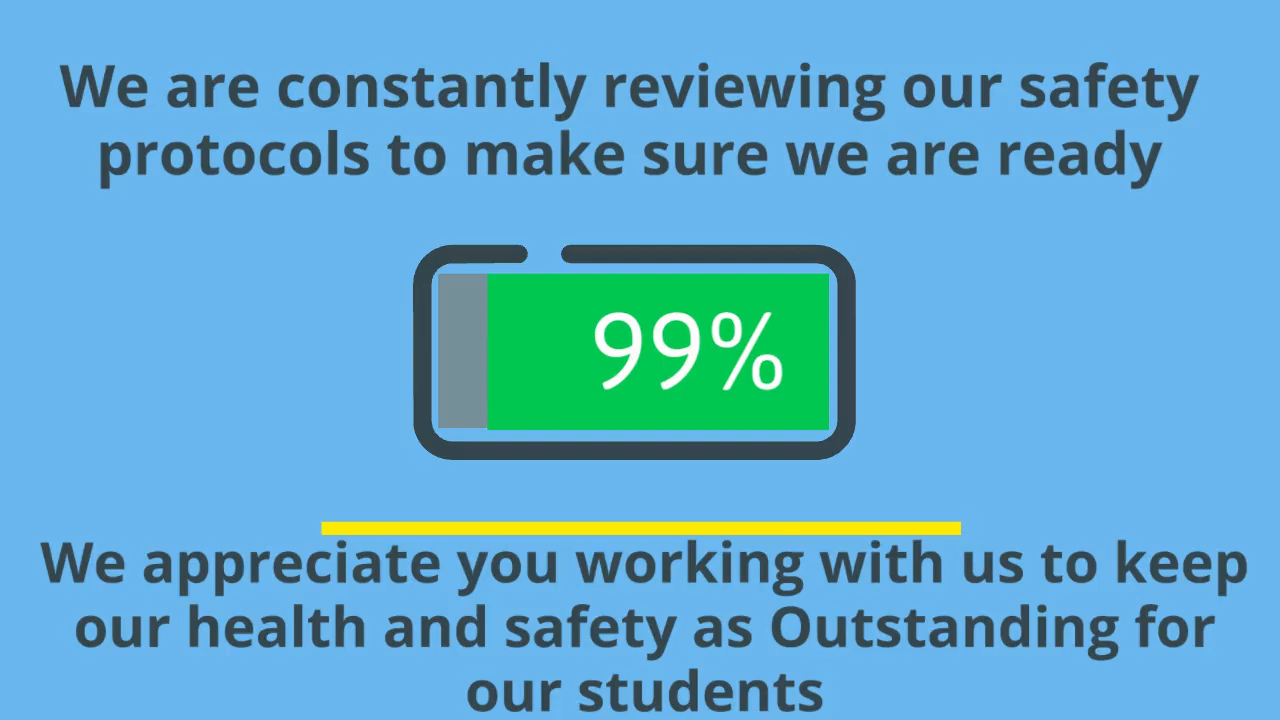 We are constantly reviewing our safety
protocols to make sure we are ready
99%
We appreciate you working with us to keep
our health and safety as Outstanding for
our students